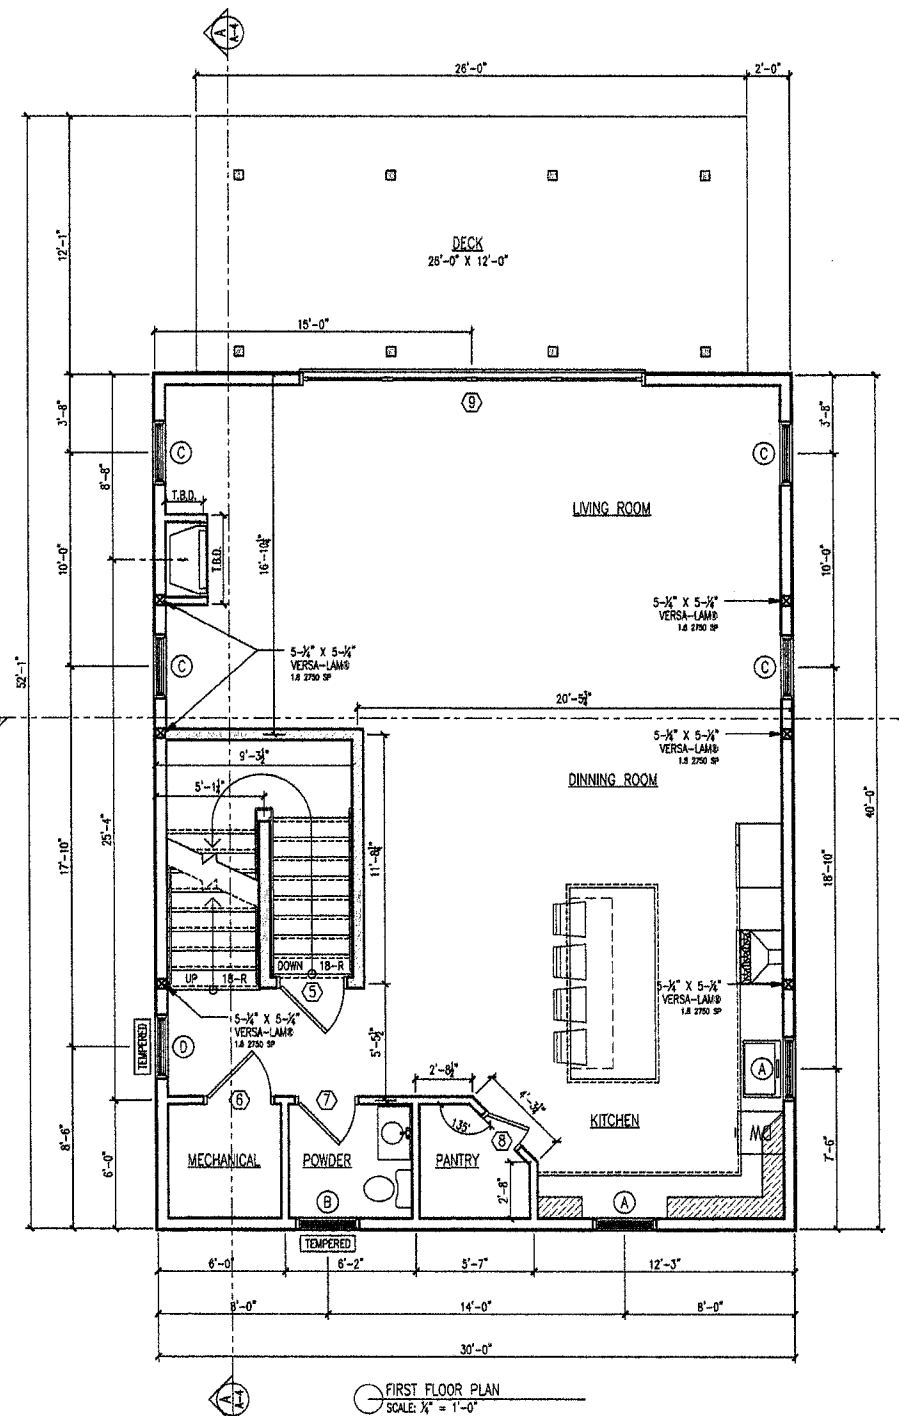 A
A-4
26'-0"
2'-0"
12'-1"
DECK
26'-0" X 12'-0"
15'-0"
9
3'-8"
3'-8"
C
C
8'-8"
T.B.D.
T.B.D.
LIVING ROOM
16'-10½"
10'-0"
10'-0"
5-¼" X 5-¼"
VERSA-LAM®
1.8 2750 SP
5-¼" X 5-¼"
VERSA-LAM®
1.8 2750 SP
C
C
52'-1"
20'-5¾"
5-¼" X 5-¼"
VERSA-LAM®
1.8 2750 SP
9'-3½"
DINNING ROOM
5'-1½"
40'-0"
25'-4"
17'-10"
11'-8½"
18'-10"
UP 18-R
DOWN 18-R
5
5-¼" X 5-¼"
VERSA-LAM®
1.8 2750 SP
5-¼" X 5-¼"
VERSA-LAM®
1.8 2750 SP
TEMPERED
D
5'-5½"
A
2'-8½"
4'-3¾"
6
7
135°
8
KITCHEN
DW
MECHANICAL
POWDER
PANTRY
8'-6"
6'-0"
2'-8"
7'-6"
B
A
TEMPERED
6'-0"
6'-2"
5'-7"
12'-3"
8'-0"
14'-0"
8'-0"
30'-0"
A
A-4
FIRST FLOOR PLAN
SCALE: ¼" = 1'-0"